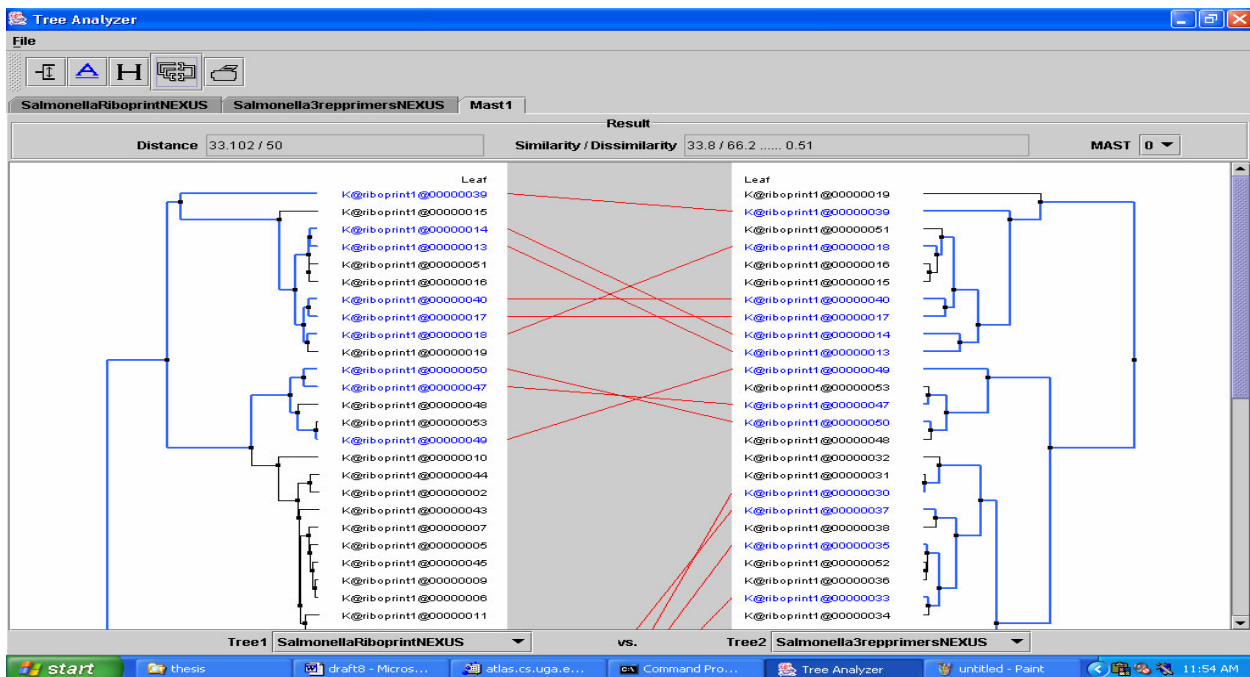 Tree Analyzer
File
H
SalmonellaRiboprintNEXUS Salmonella3repprimersNEXUS Mast1
Result
Distance 33.102 / 50 Similarity / Dissimilarity 33.8 / 66.2 ...... 0.51 MAST 0
Leaf
K@riboprint1@00000039
K@riboprint1@00000015
K@riboprint1@00000014
K@riboprint1@00000013
K@riboprint1@00000051
K@riboprint1@00000016
K@riboprint1@00000040
K@riboprint1@00000017
K@riboprint1@00000018
K@riboprint1@00000019
K@riboprint1@00000050
K@riboprint1@00000047
K@riboprint1@00000048
K@riboprint1@00000053
K@riboprint1@00000049
K@riboprint1@00000010
K@riboprint1@00000044
K@riboprint1@00000002
K@riboprint1@00000043
K@riboprint1@00000007
K@riboprint1@00000005
K@riboprint1@00000045
K@riboprint1@00000009
K@riboprint1@00000006
K@riboprint1@00000011
Leaf
K@riboprint1@00000019
K@riboprint1@00000039
K@riboprint1@00000051
K@riboprint1@00000018
K@riboprint1@00000016
K@riboprint1@00000015
K@riboprint1@00000040
K@riboprint1@00000017
K@riboprint1@00000014
K@riboprint1@00000013
K@riboprint1@00000049
K@riboprint1@00000053
K@riboprint1@00000047
K@riboprint1@00000050
K@riboprint1@00000048
K@riboprint1@00000032
K@riboprint1@00000031
K@riboprint1@00000030
K@riboprint1@00000037
K@riboprint1@00000038
K@riboprint1@00000035
K@riboprint1@00000052
K@riboprint1@00000036
K@riboprint1@00000033
K@riboprint1@00000034
Tree1 SalmonellaRiboprintNEXUS vs. Tree2 Salmonella3repprimersNEXUS
start thesis draft8 - Micros... atlas.cs.uga.e... Command Pro... Tree Analyzer untitled - Paint 11:54 AM